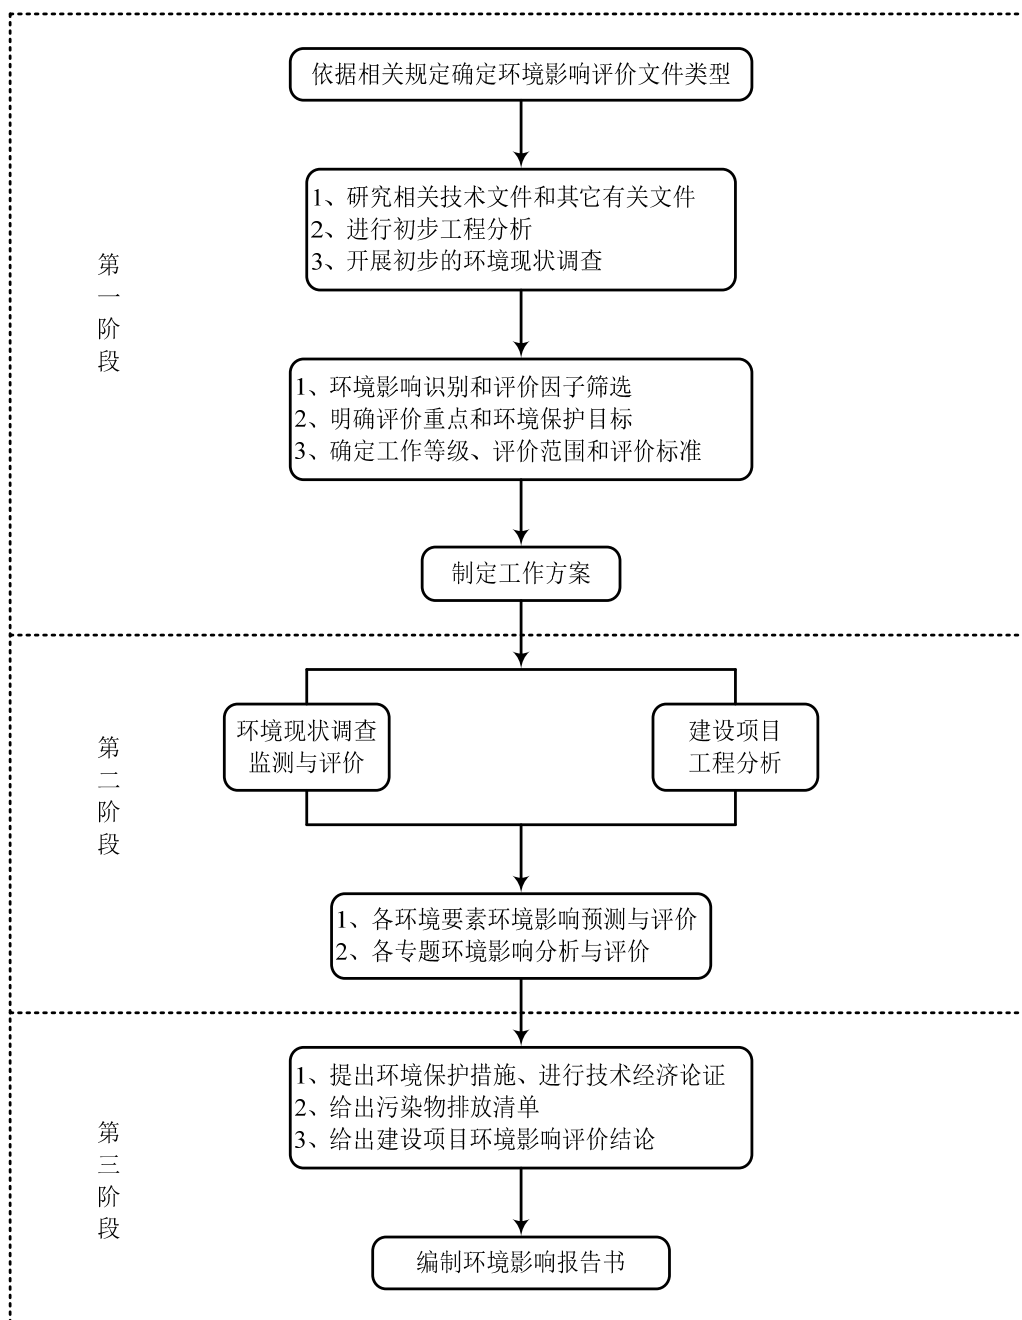 依据相关规定确定环境影响评价文件类型
1、研究相关技术文件和其它有关文件
2、进行初步工程分析
3、开展初步的环境现状调查
第
一
阶
段
1、环境影响识别和评价因子筛选
2、明确评价重点和环境保护目标
3、确定工作等级、评价范围和评价标准
制定工作方案
第
二
阶
段
环境现状调查
监测与评价
建设项目
工程分析
1、各环境要素环境影响预测与评价
2、各专题环境影响分析与评价
第
三
阶
段
1、提出环境保护措施、进行技术经济论证
2、给出污染物排放清单
3、给出建设项目环境影响评价结论
编制环境影响报告书